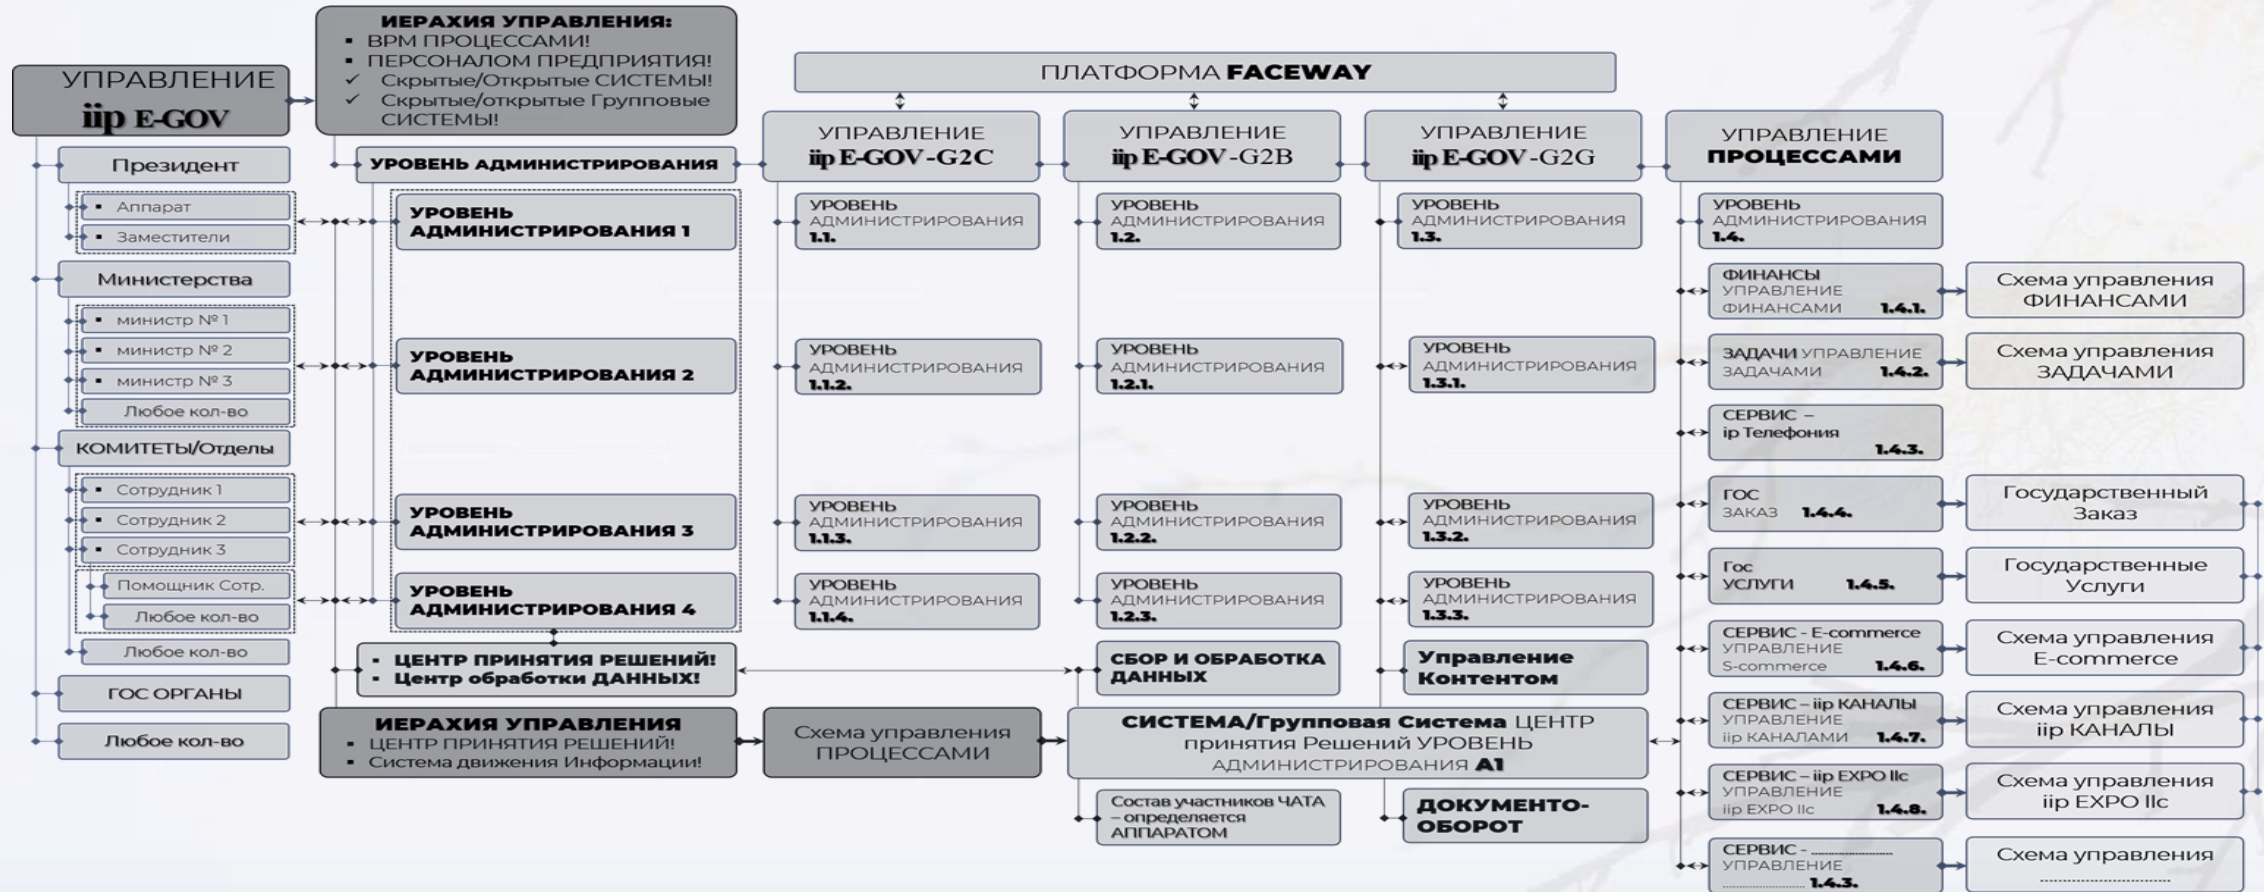 УПРАВЛЕНИЕ
iip E-GOV
Президент
▪ Аппарат
▪ Заместители
Министерства
▪ министр № 1
▪ министр № 2
▪ министр № 3
Любое кол-во
КОМИТЕТЫ/Отделы
▪ Сотрудник 1
▪ Сотрудник 2
▪ Сотрудник 3
Помощник Сотр.
Любое кол-во
Любое кол-во
ГОС ОРГАНЫ
Любое кол-во
ИЕРАХИЯ УПРАВЛЕНИЯ:
▪ ВРМ ПРОЦЕССАМИ!
▪ ПЕРСОНАЛОМ ПРЕДПРИЯТИЯ!
✓ Скрытые/Открытые СИСТЕМЫ!
✓ Скрытые/открытые Групповые
СИСТЕМЫ!
УРОВЕНЬ АДМИНИСТРИРОВАНИЯ
УРОВЕНЬ
АДМИНИСТРИРОВАНИЯ 1
УРОВЕНЬ
АДМИНИСТРИРОВАНИЯ 2
УРОВЕНЬ
АДМИНИСТРИРОВАНИЯ 3
УРОВЕНЬ
АДМИНИСТРИРОВАНИЯ 4
▪ ЦЕНТР ПРИНЯТИЯ РЕШЕНИЙ!
▪ Центр обработки ДАННЫХ!
ИЕРАХИЯ УПРАВЛЕНИЯ
▪ ЦЕНТР ПРИНЯТИЯ РЕШЕНИЙ!
▪ Система движения Информации!
ПЛАТФОРМА FACEWAY
УПРАВЛЕНИЕ
iip E-GOV-G2C
УРОВЕНЬ
АДМИНИСТРИРОВАНИЯ
1.1.
УРОВЕНЬ
АДМИНИСТРИРОВАНИЯ
1.1.2.
УРОВЕНЬ
АДМИНИСТРИРОВАНИЯ
1.1.3.
УРОВЕНЬ
АДМИНИСТРИРОВАНИЯ
1.1.4.
Схема управления
ПРОЦЕССАМИ
УПРАВЛЕНИЕ
iip E-GOV-G2B
УРОВЕНЬ
АДМИНИСТРИРОВАНИЯ
1.2.
УРОВЕНЬ
АДМИНИСТРИРОВАНИЯ
1.2.1.
УРОВЕНЬ
АДМИНИСТРИРОВАНИЯ
1.2.2.
УРОВЕНЬ
АДМИНИСТРИРОВАНИЯ
1.2.3.
СБОР И ОБРАБОТКА
ДАННЫХ
УПРАВЛЕНИЕ
iip E-GOV-G2G
УРОВЕНЬ
АДМИНИСТРИРОВАНИЯ
1.3.
УРОВЕНЬ
АДМИНИСТРИРОВАНИЯ
1.3.1.
УРОВЕНЬ
АДМИНИСТРИРОВАНИЯ
1.3.2.
УРОВЕНЬ
АДМИНИСТРИРОВАНИЯ
1.3.3.
Управление
Контентом
СИСТЕМА/Групповая Система ЦЕНТР
принятия Решений УРОВЕНЬ
АДМИНИСТРИРОВАНИЯ А1
Состав участников ЧАТА
– определяется
АППАРАТОМ
ДОКУМЕНТО-
ОБОРОТ
УПРАВЛЕНИЕ
ПРОЦЕССАМИ
УРОВЕНЬ
АДМИНИСТРИРОВАНИЯ
1.4.
ФИНАНСЫ
УПРАВЛЕНИЕ
ФИНАНСАМИ 1.4.1.
Схема управления
ФИНАНСАМИ
ЗАДАЧИ УПРАВЛЕНИЕ
ЗАДАЧАМИ 1.4.2.
Схема управления
ЗАДАЧАМИ
СЕРВИС –
ip Телефония
1.4.3.
ГОС
ЗАКАЗ 1.4.4.
Государственный
Заказ
Гос
УСЛУГИ 1.4.5.
Государственные
Услуги
СЕРВИС - E-commerce
УПРАВЛЕНИЕ
S-commerce 1.4.6.
Схема управления
E-commerce
СЕРВИС – iip КАНАЛЫ
УПРАВЛЕНИЕ
iip КАНАЛАМИ 1.4.7.
Схема управления
iip КАНАЛЫ
СЕРВИС – iip EXPO llc
УПРАВЛЕНИЕ
iip EXPO llc 1.4.8.
Схема управления
iip EXPO llc
СЕРВИС - ....................
УПРАВЛЕНИЕ
.................... 1.4.3.
Схема управления
....................